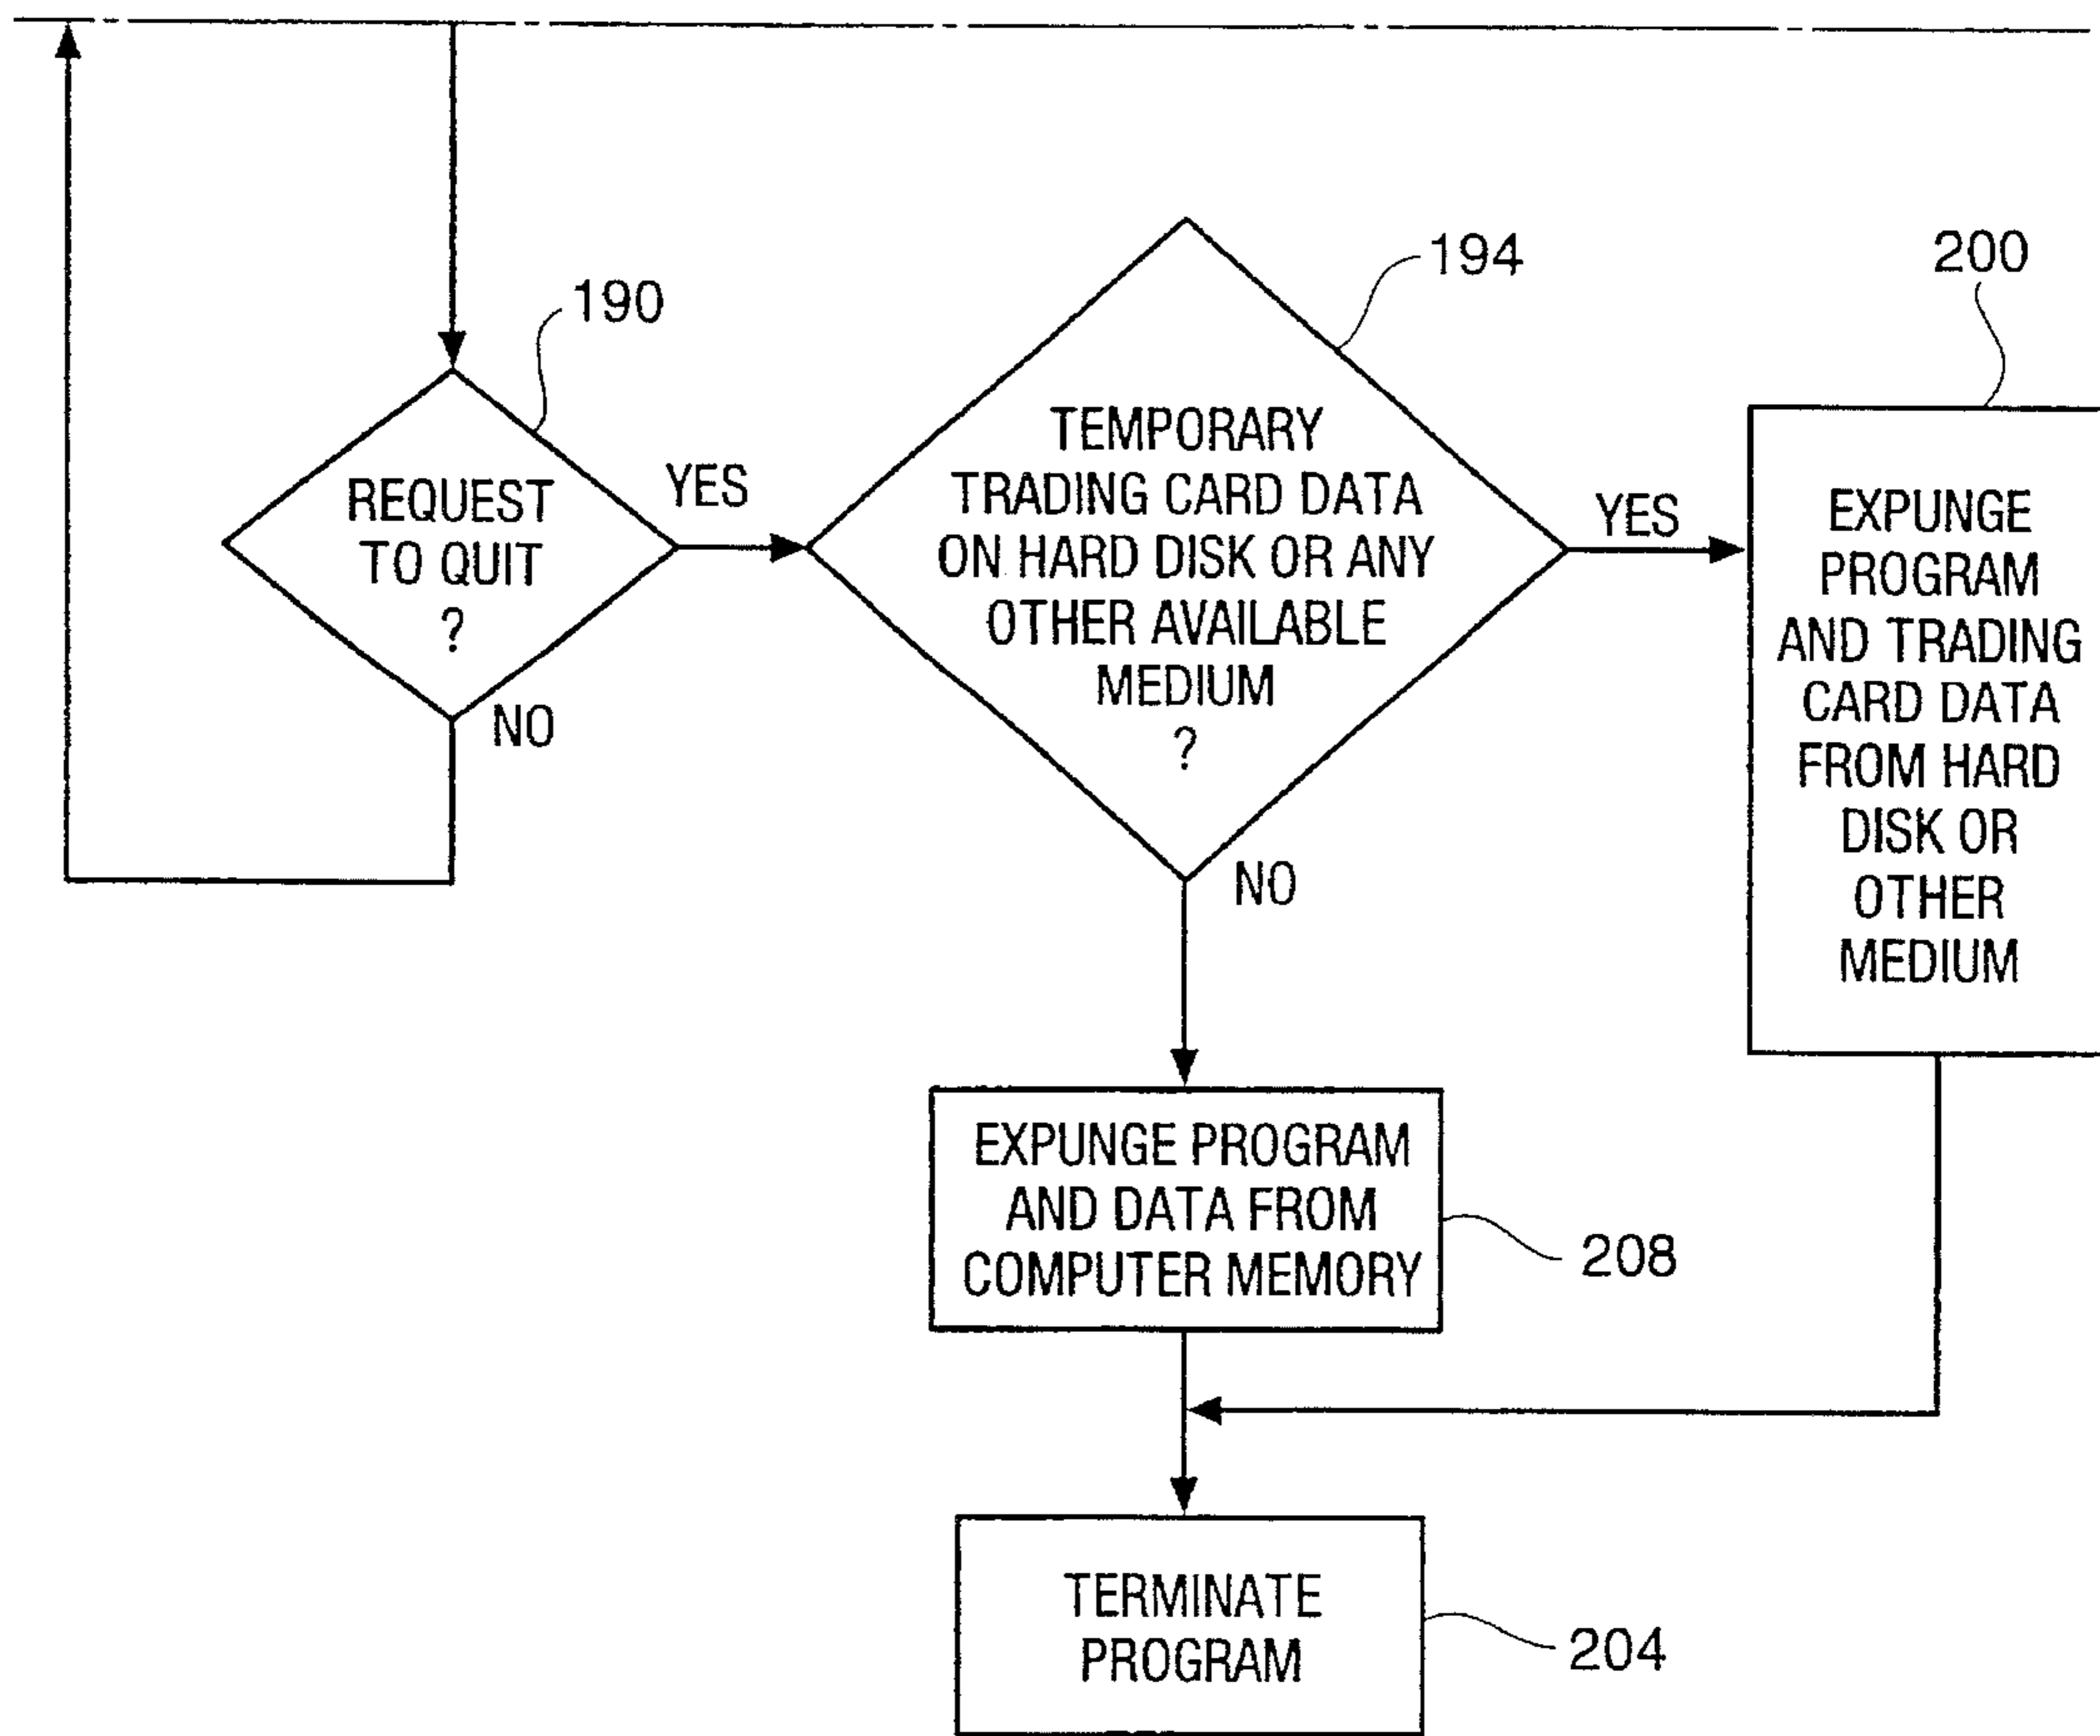 190
REQUEST
TO QUIT
?
YES
NO
194
TEMPORARY
TRADING CARD DATA
ON HARD DISK OR ANY
OTHER AVAILABLE
MEDIUM
?
YES
NO
200
EXPUNGE
PROGRAM
AND TRADING
CARD DATA
FROM HARD
DISK OR
OTHER
MEDIUM
EXPUNGE PROGRAM
AND DATA FROM
COMPUTER MEMORY
208
TERMINATE
PROGRAM
204